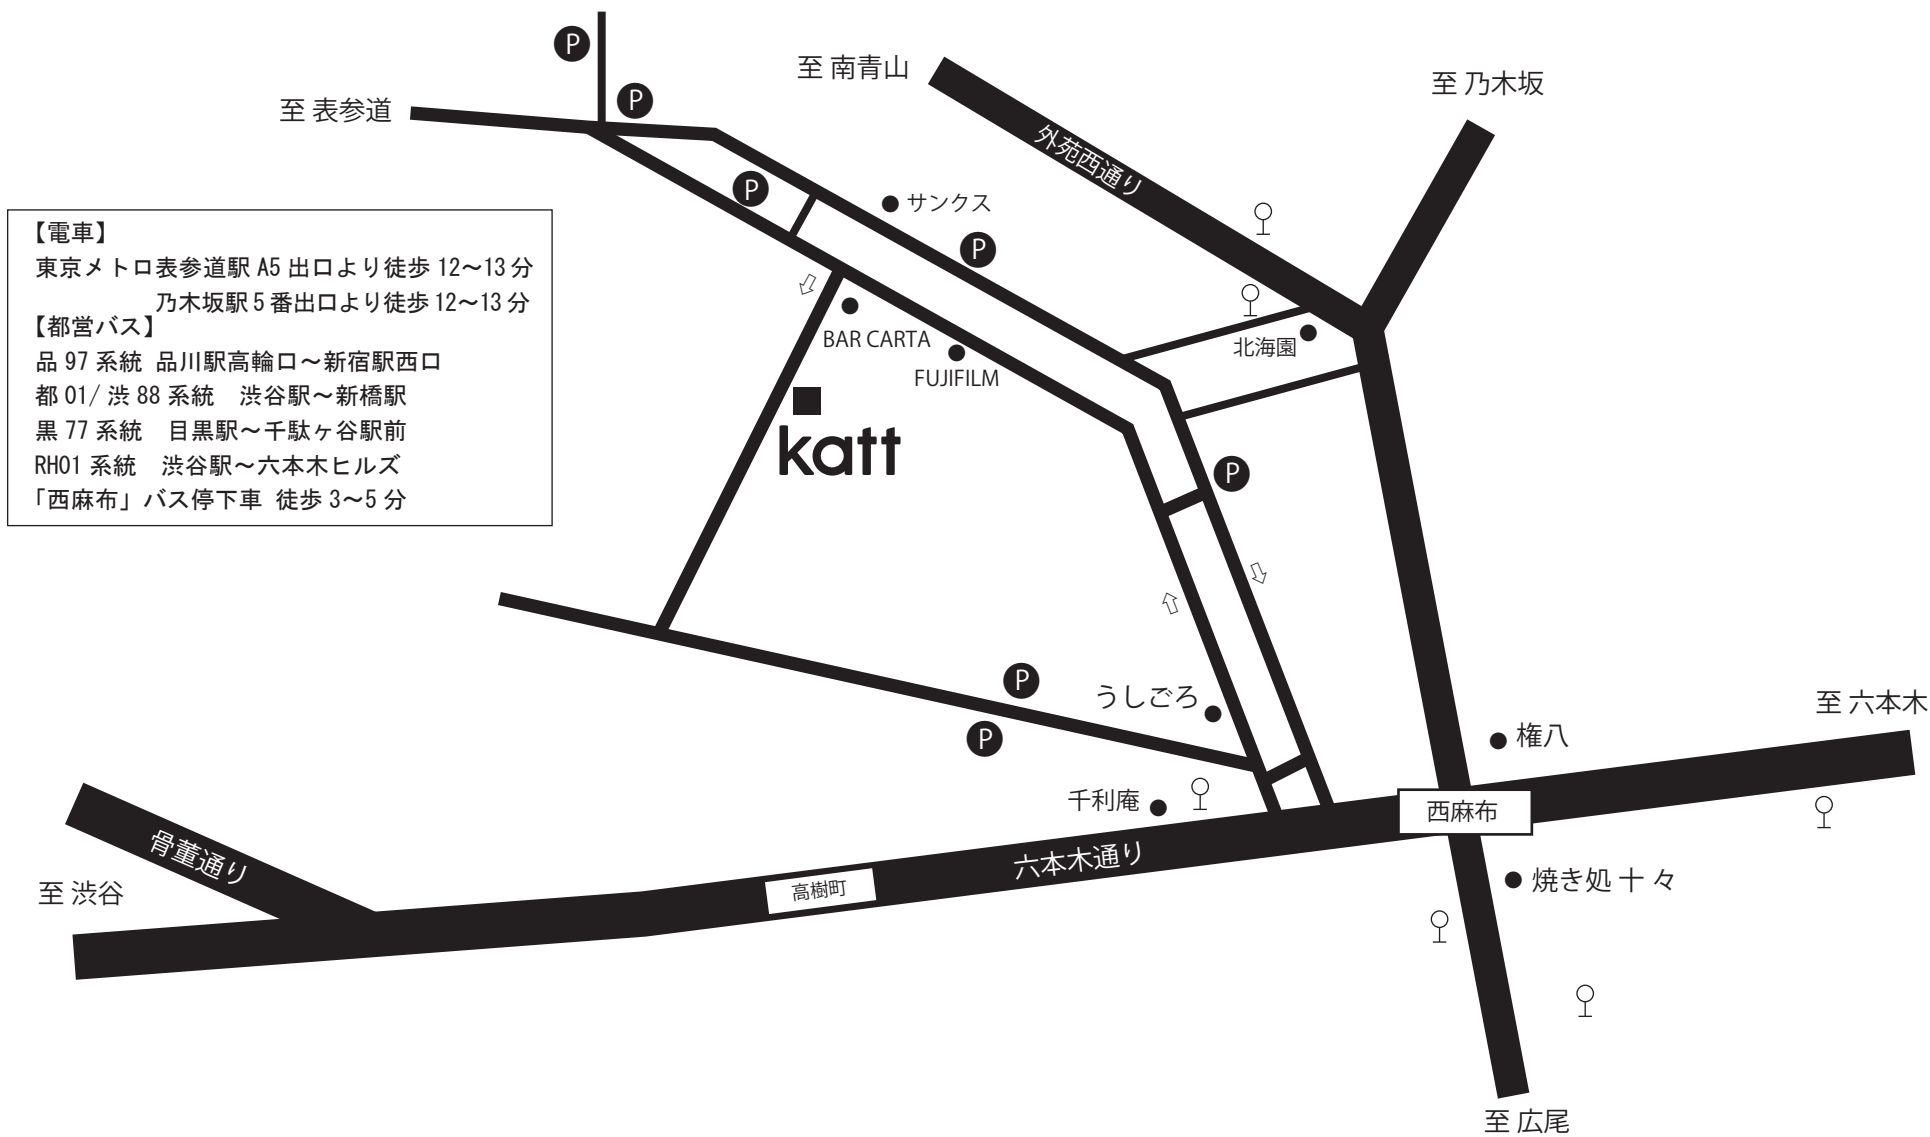 P
至 南青山
至 乃木坂
P
至 表参道
外苑西通り
P
サンクス
P
【電車】
東京メトロ表参道駅 A5 出口より徒歩 12〜13 分
乃木坂駅 5 番出口より徒歩 12〜13 分
【都営バス】
品 97 系統 品川駅高輪口〜新宿駅西口
都 01/ 渋 88 系統 渋谷駅〜新橋駅
黒 77 系統 目黒駅〜千駄ヶ谷駅前
RH01 系統 渋谷駅〜六本木ヒルズ
「西麻布」バス停下車 徒歩 3〜5 分
BAR CARTA
北海園
FUJIFILM
katt
P
P
うしごろ
至 六本木
P
権八
千利庵
西麻布
骨董通り
六本木通り
至 渋谷
高樹町
焼き処 十 々
至 広尾